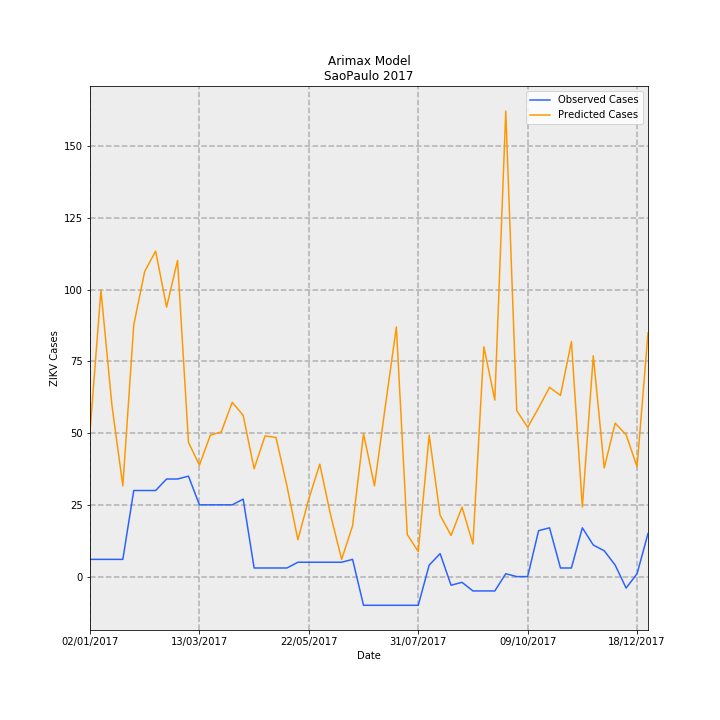 Arimax Model
SaoPaulo 2017
Observed Cases
Predicted Cases
ZIKV Cases
150
125
100
75
50
25
0
02/01/2017 13/03/2017 22/05/2017 31/07/2017 09/10/2017 18/12/2017
Date